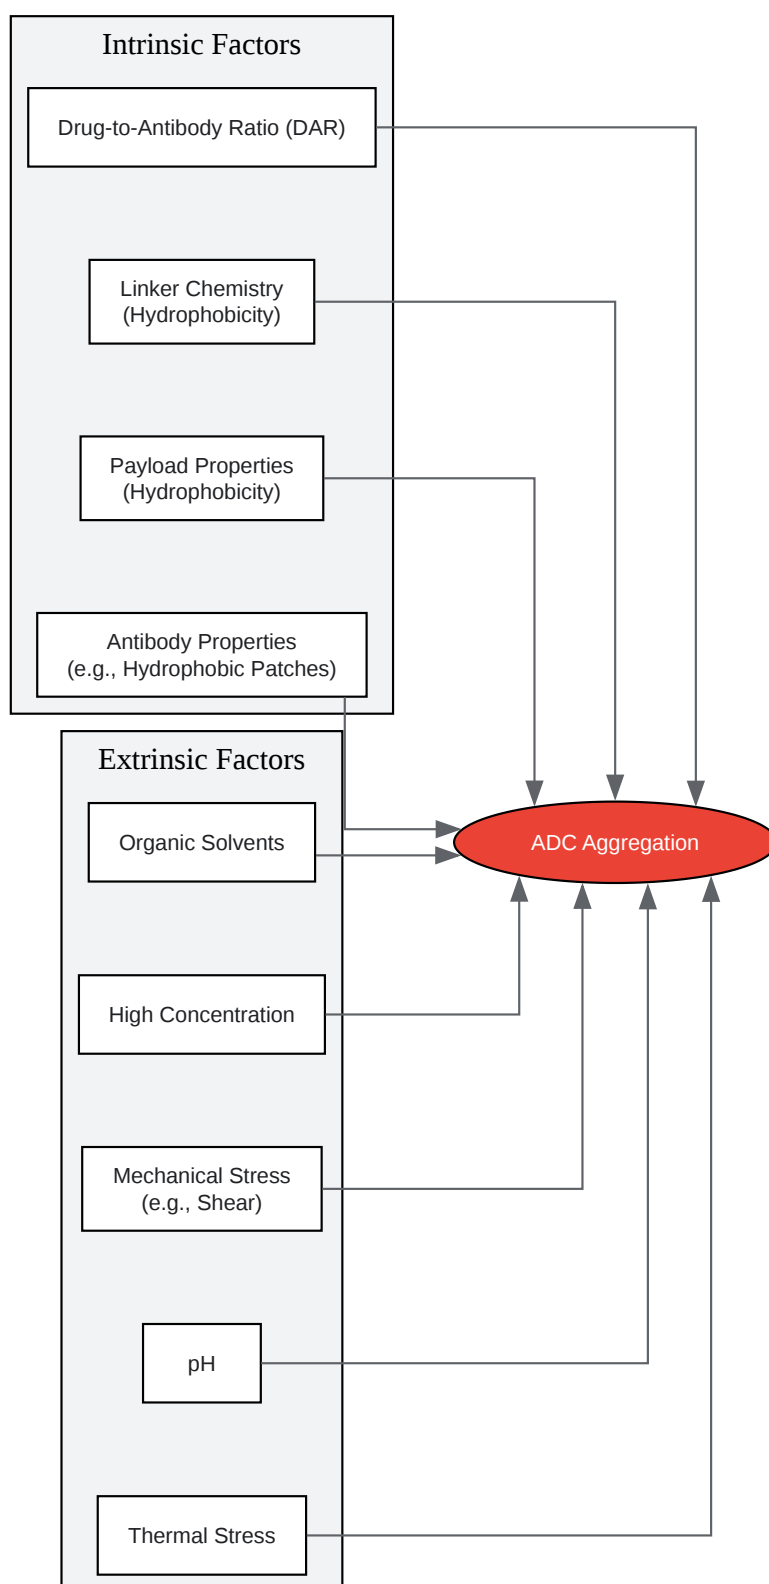 Intrinsic Factors
Drug-to-Antibody Ratio (DAR)
Linker Chemistry
(Hydrophobicity)
Payload Properties
(Hydrophobicity)
Antibody Properties
(e.g., Hydrophobic Patches)
Extrinsic Factors
Organic Solvents
ADC Aggregation
High Concentration
Mechanical Stress
(e.g., Shear)
pH
Thermal Stress